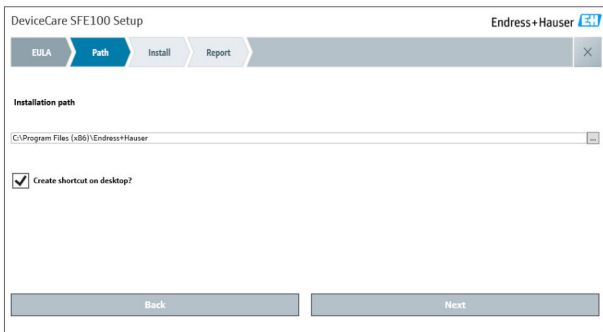 DeviceCare SFE100 Setup
Endress+Hauser EH
EULA Path Install Report
Installation path
C:\Program Files (x86)\Endress+Hauser
...
Create shortcut on desktop?
Back Next